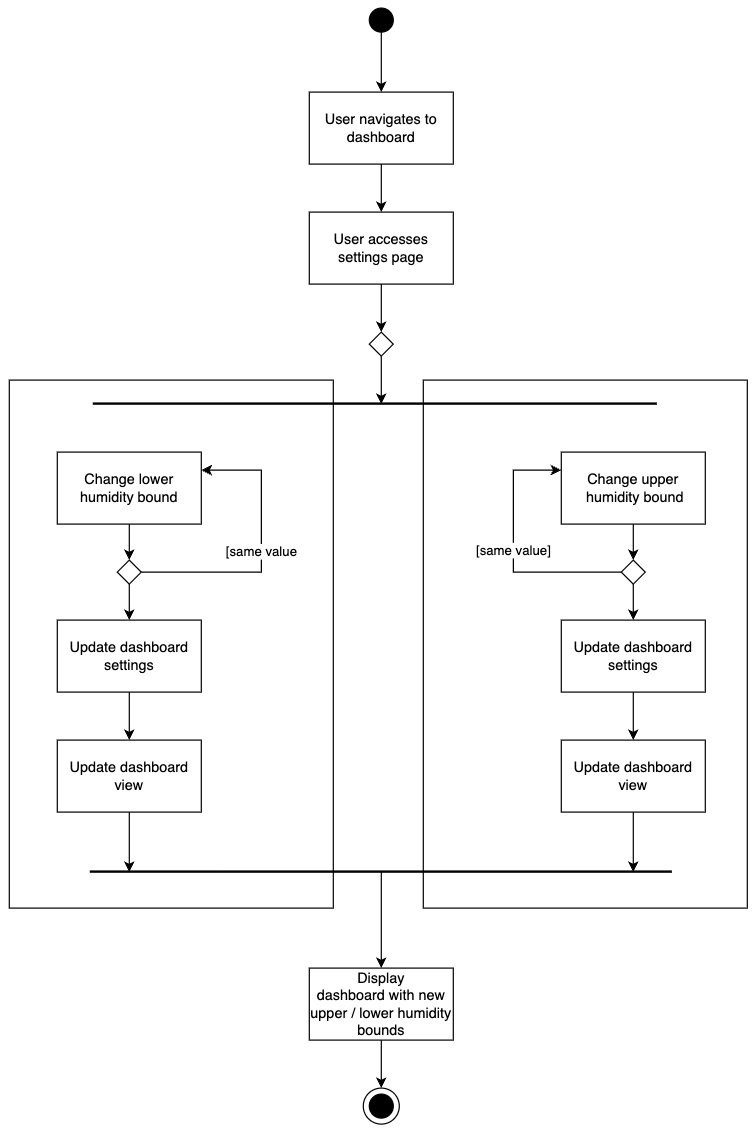 User navigates to
dashboard
User accesses
settings page
Change lower
humidity bound
[same value
Update dashboard
settings
Update dashboard
view
Change upper
humidity bound
[same value]
Update dashboard
settings
Update dashboard
view
Display
dashboard with new
upper / lower humidity
bounds